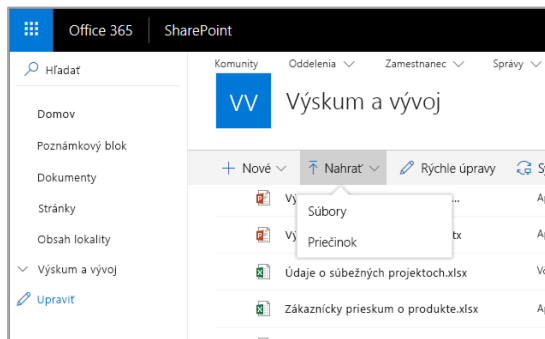 Office 365 SharePoint
Hľadať
Komunity Oddelenia Zamestnanec Správy
VV Výskum a vývoj
Domov
Poznámkový blok
Dokumenty
Stránky
Obsah lokality
Výskum a vývoj
Upraviť
+ Nové Nahrať Rýchle úpravy
Súbory
Priečinok
Údaje o súbežných projektoch.xlsx
Zákaznícky prieskum o produkte.xlsx